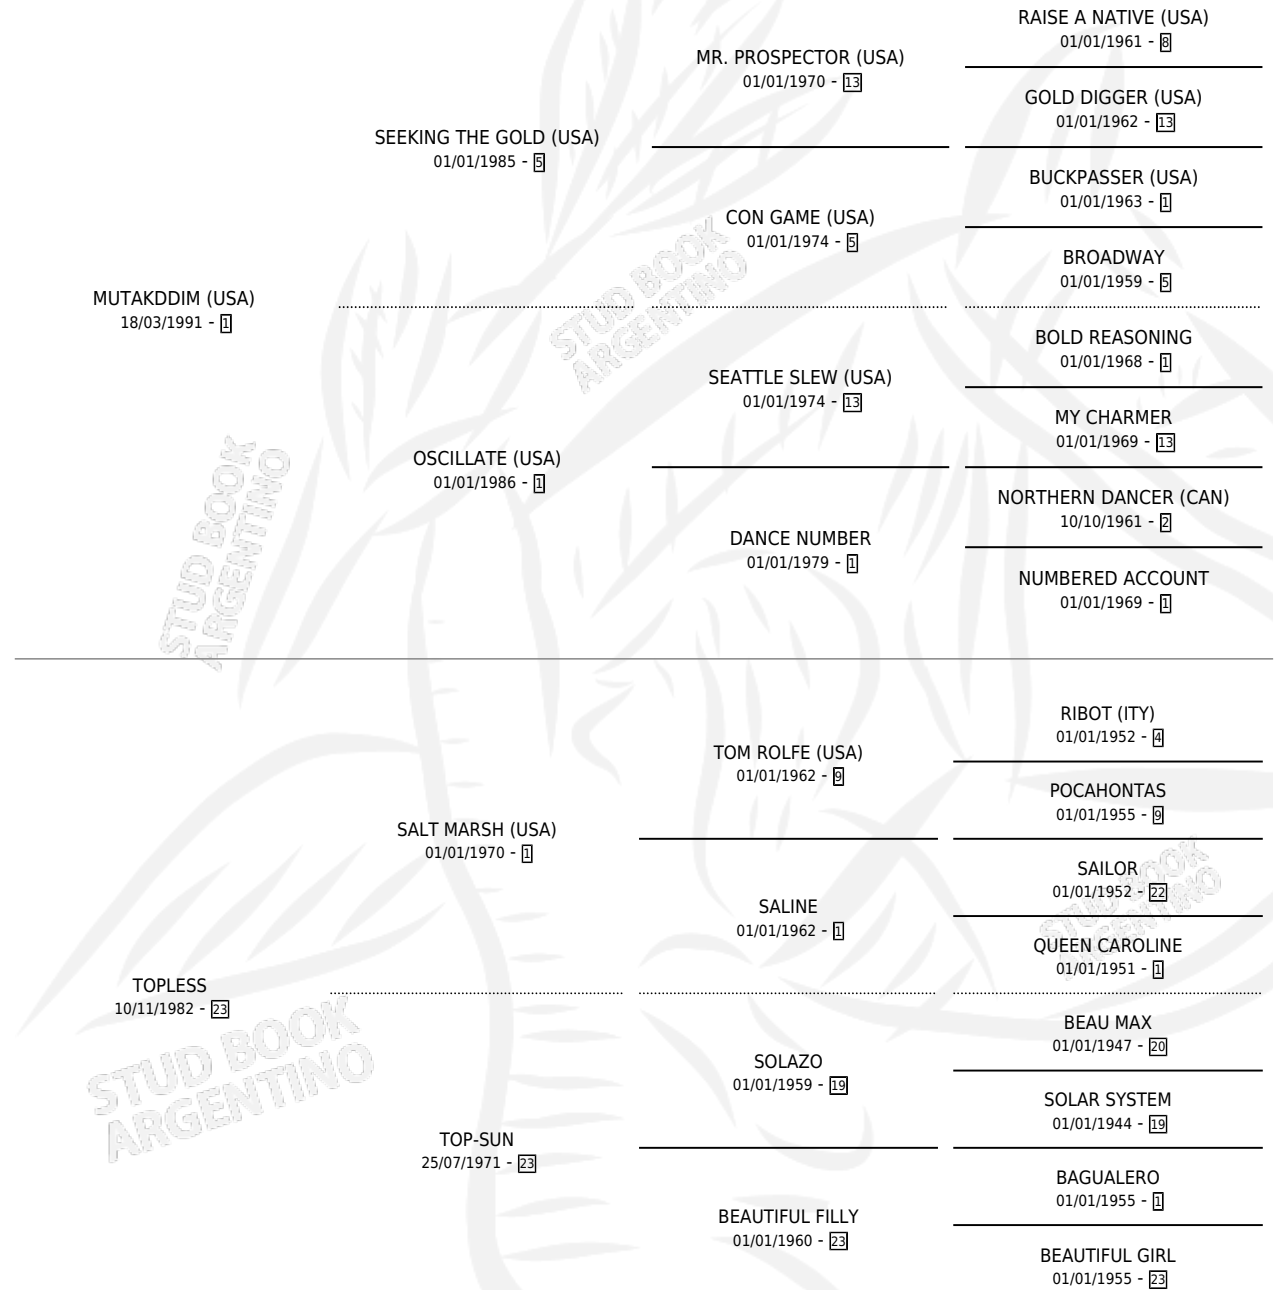 MUTAKDDIM (USA)
18/03/1991 - 1
SEEKING THE GOLD (USA)
01/01/1985 - 5
MR. PROSPECTOR (USA)
01/01/1970 - 13
RAISE A NATIVE (USA)
01/01/1961 - 8
GOLD DIGGER (USA)
01/01/1962 - 13
CON GAME (USA)
01/01/1974 - 5
BUCKPASSER (USA)
01/01/1963 - 1
BROADWAY
01/01/1959 - 5
OSCILLATE (USA)
01/01/1986 - 1
SEATTLE SLEW (USA)
01/01/1974 - 13
BOLD REASONING
01/01/1968 - 1
MY CHARMER
01/01/1969 - 13
DANCE NUMBER
01/01/1979 - 1
NORTHERN DANCER (CAN)
10/10/1961 - 2
NUMBERED ACCOUNT
01/01/1969 - 1
TOPLESS
10/11/1982 - 23
SALT MARSH (USA)
01/01/1970 - 1
TOM ROLFE (USA)
01/01/1962 - 9
RIBOT (ITY)
01/01/1952 - 4
POCAHONTAS
01/01/1955 - 9
SALINE
01/01/1962 - 1
SAILOR
01/01/1952 - 22
QUEEN CAROLINE
01/01/1951 - 1
TOP-SUN
25/07/1971 - 23
SOLAZO
01/01/1959 - 19
BEAU MAX
01/01/1947 - 20
SOLAR SYSTEM
01/01/1944 - 19
BEAUTIFUL FILLY
01/01/1960 - 23
BAGUALERO
01/01/1955 - 1
BEAUTIFUL GIRL
01/01/1955 - 23
STUD BOOK
ARGENTINO
STUD BOOK
ARGENTINO
STUD BOOK
ARGENTINO
STUD BOOK
ARGENTINO